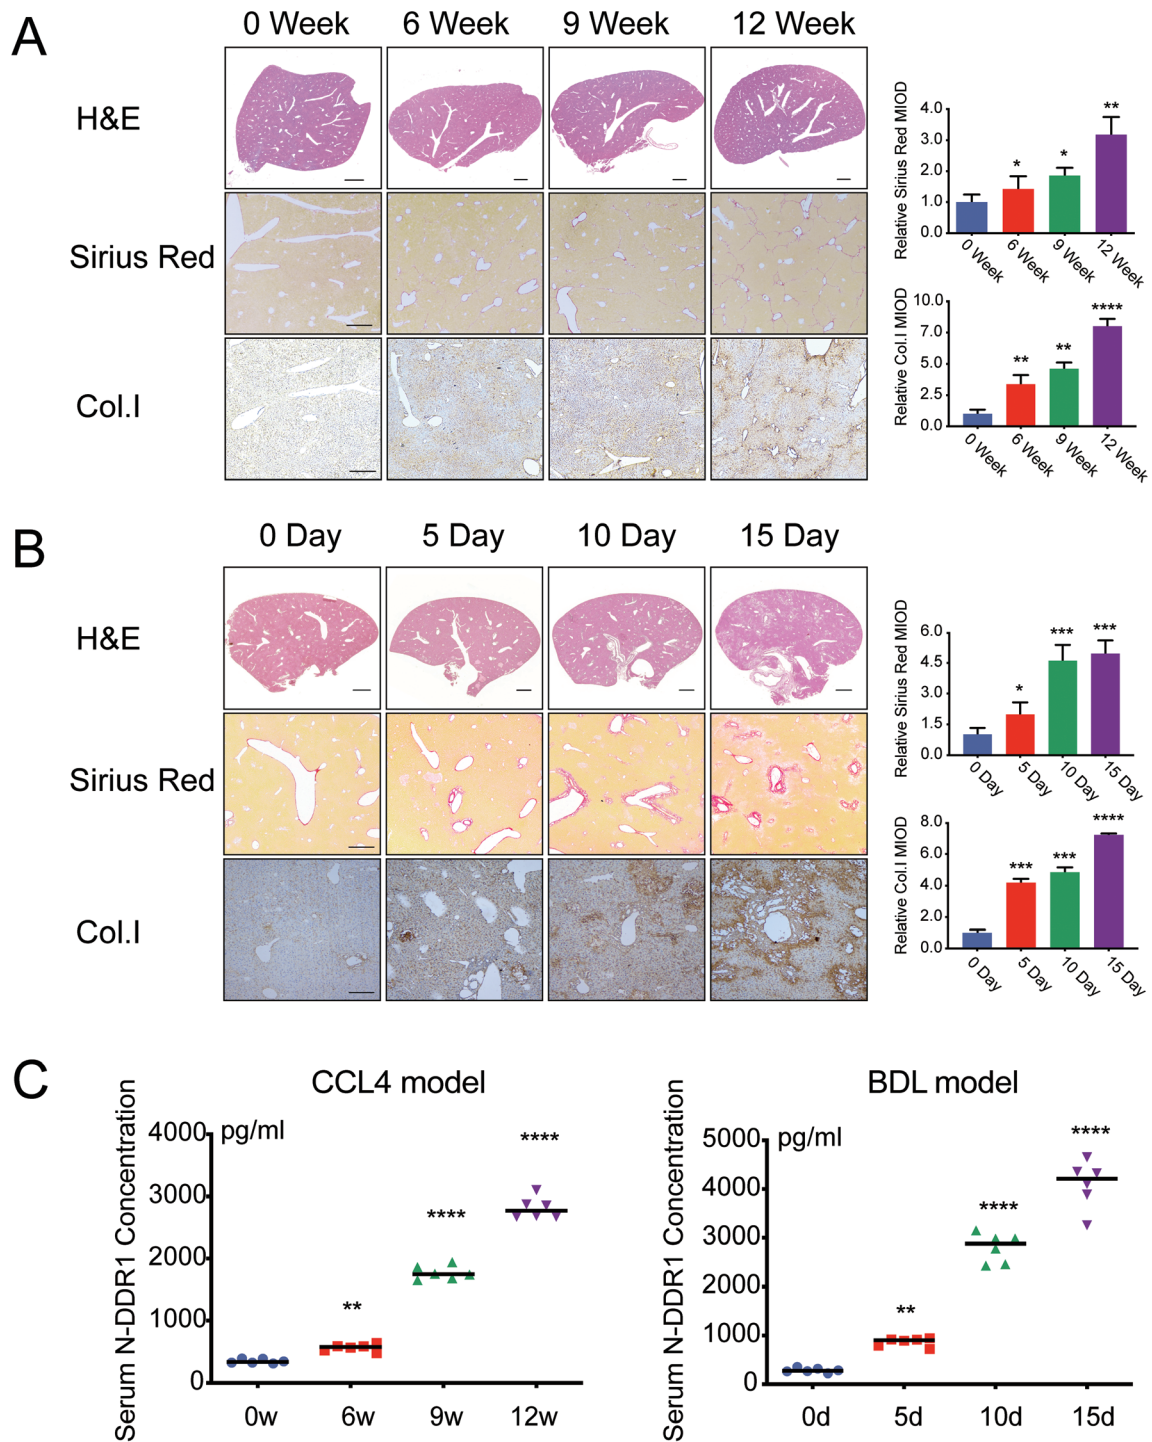 A
0 Week 6 Week 9 Week 12 Week
H&E
Sirius Red
Col.I
Relative Sirius Red MIOD
4.0
3.0
2.0
1.0
0.0
* * **
0 Week 6 Week 9 Week 12 Week
Relative Col.I MIOD
10.0
7.0
5.0
2.5
0.0
** ** ****
0 Week 6 Week 9 Week 12 Week
B
0 Day 5 Day 10 Day 15 Day
H&E
Sirius Red
Col.I
Relative Sirius Red MIOD
6.0
4.5
3.0
1.5
0.0
* *** ***
0 Day 5 Day 10 Day 15 Day
Relative Col.I MIOD
8.0
6.0
4.0
2.0
0.0
*** *** ****
0 Day 5 Day 10 Day 15 Day
C
CCL4 model
Serum N-DDR1 Concentration
pg/ml
4000
3000
2000
1000
0
** **** ****
0w 6w 9w 12w
BDL model
Serum N-DDR1 Concentration
pg/ml
5000
4000
3000
2000
1000
0
** **** ****
0d 5d 10d 15d